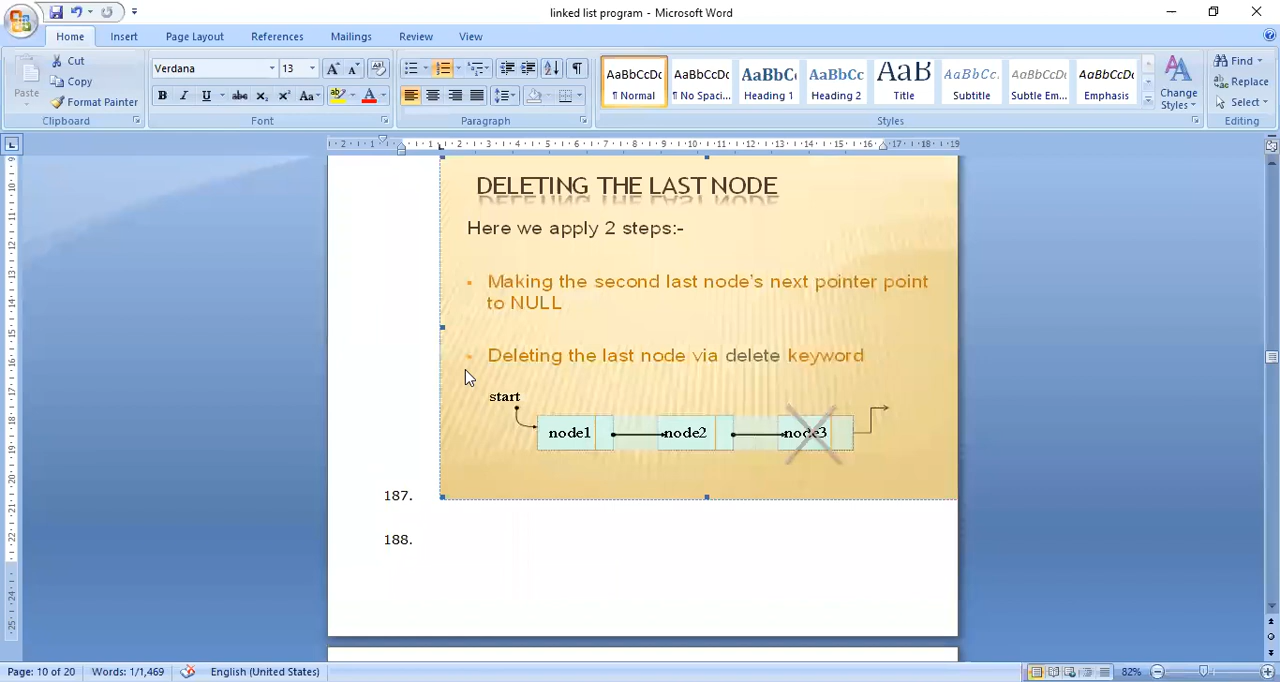 linked list program - Microsoft Word
Home Insert Page Layout References Mailings Review View
Cut
Copy
Format Painter
Paste
Clipboard
Verdana 13
Font
Paragraph
AaBbCcDc AaBbCcDc AaBbC AaBbCc AaB AaBbCc. AaBbCcDc AaBbCcDc
¶ Normal ¶ No Spaci... Heading 1 Heading 2 Title Subtitle Subtle Em... Emphasis
Change
Styles
Styles
Find
Replace
Select
Editing
DELETING THE LAST NODE
Here we apply 2 steps:-
Making the second last node's next pointer point
to NULL
Deleting the last node via delete keyword
start
node1 node2 node3
187.
188.
Page: 10 of 20 Words: 1/1,469 English (United States) 82%